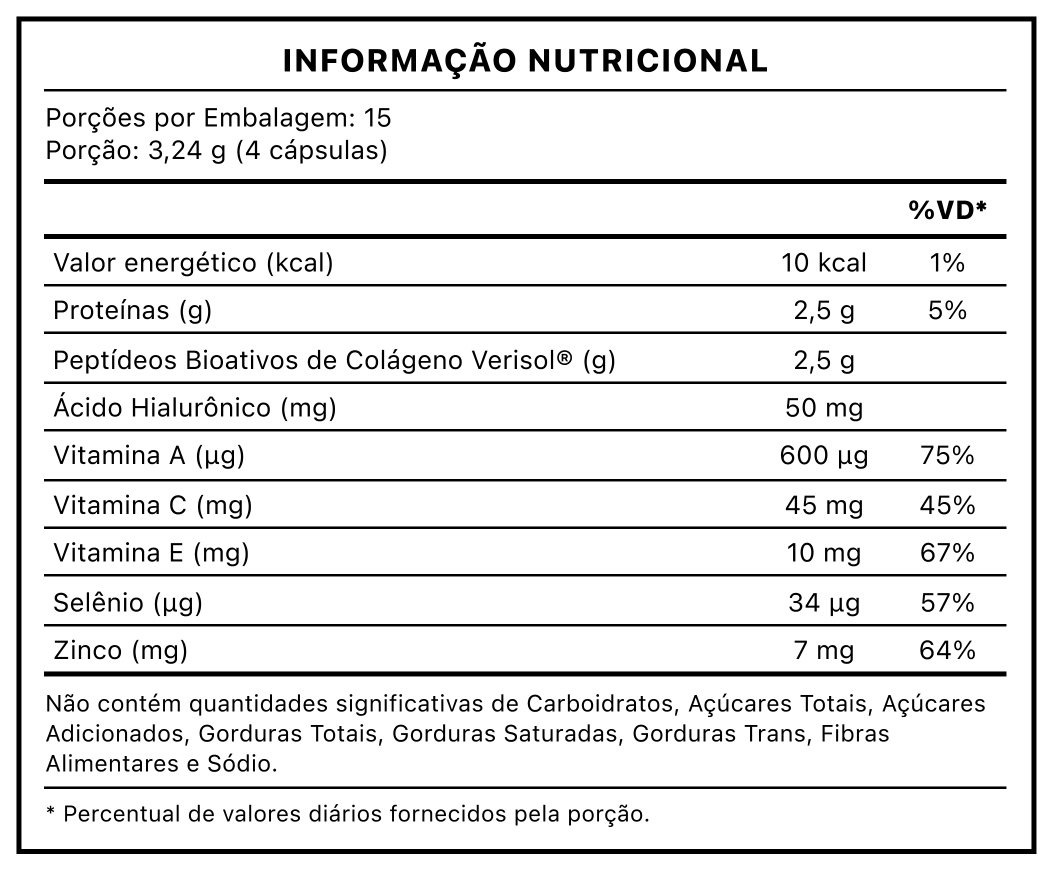 INFORMAÇÃO NUTRICIONAL
Porções por Embalagem: 15
Porção: 3,24 g (4 cápsulas)
%VD*
Valor energético (kcal) 10 kcal 1%
Proteínas (g) 2,5 g 5%
Peptídeos Bioativos de Colágeno Verisol® (g) 2,5 g
Ácido Hialurônico (mg) 50 mg
Vitamina A (µg) 600 µg 75%
Vitamina C (mg) 45 mg 45%
Vitamina E (mg) 10 mg 67%
Selênio (µg) 34 µg 57%
Zinco (mg) 7 mg 64%
Não contém quantidades significativas de Carboidratos, Açúcares Totais, Açúcares
Adicionados, Gorduras Totais, Gorduras Saturadas, Gorduras Trans, Fibras
Alimentares e Sódio.
* Percentual de valores diários fornecidos pela porção.